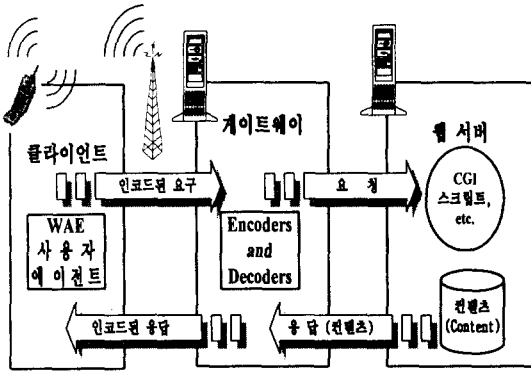 클라이언트
게이트웨이
웹 서버
인코드된 요구
요 청
CGI
스크립트,
etc.
WAE
사 용 자
에 이 전 트
Encoders
and
Decoders
인코드된 응답
응 답 (컨텐츠)
컨텐츠
(Content)